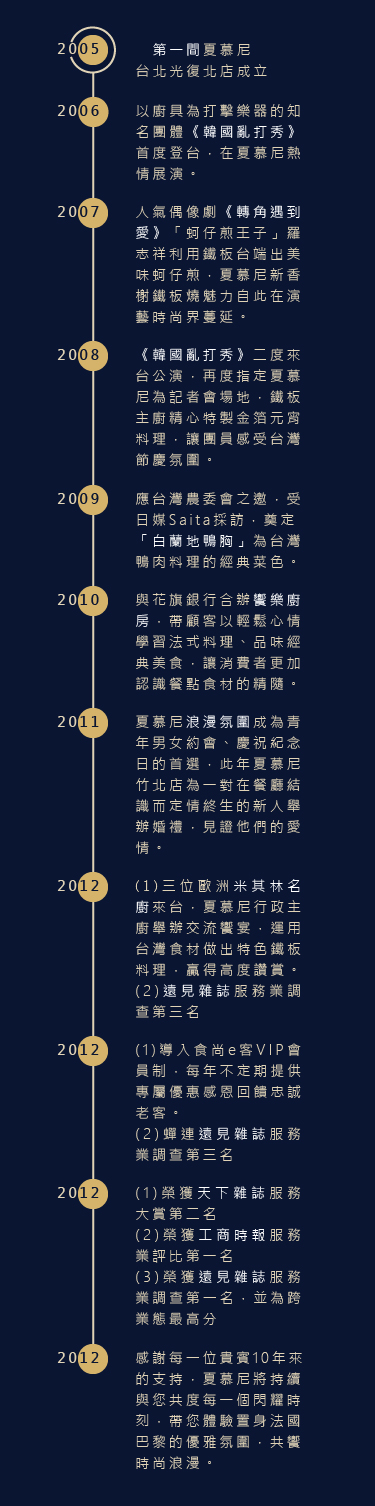 2005
第一間夏慕尼
台北光復北店成立
2006
以廚具為打擊樂器的知
名團體《韓國亂打秀》
首度登台，在夏慕尼熱
情展演。
2007
人氣偶像劇《轉角遇到
愛》「蚵仔煎王子」羅
志祥利用鐵板台端出美
味蚵仔煎，夏慕尼新香
榭鐵板燒魅力自此在演
藝時尚界蔓延。
2008
《韓國亂打秀》二度來
台公演，再度指定夏慕
尼為記者會場地，鐵板
主廚精心特製金箔元宵
料理，讓團員感受台灣
節慶氛圍。
2009
應台灣農委會之邀，受
日媒Saita採訪，奠定
「白蘭地鴨胸」為台灣
鴨肉料理的經典菜色。
2010
與花旗銀行合辦饗樂廚
房，帶顧客以輕鬆心情
學習法式料理、品味經
典美食，讓消費者更加
認識餐點食材的精隨。
2011
夏慕尼浪漫氛圍成為青
年男女約會、慶祝紀念
日的首選，此年夏慕尼
竹北店為一對在餐廳結
識而定情終生的新人舉
辦婚禮，見證他們的愛
情。
2012
(1)三位歐洲米其林名
廚來台，夏慕尼行政主
廚舉辦交流饗宴，運用
台灣食材做出特色鐵板
料理，贏得高度讚賞。
(2)遠見雜誌服務業調
查第三名
2012
(1)導入食尚e客VIP會
員制，每年不定期提供
專屬優惠感恩回饋忠誠
老客。
(2)蟬連遠見雜誌服務
業調查第三名
2012
(1)榮獲天下雜誌服務
大賞第二名
(2)榮獲工商時報服務
業評比第一名
(3)榮獲遠見雜誌服務
業調查第一名，並為跨
業態最高分
2012
感謝每一位貴賓10年來
的支持，夏慕尼將持續
與您共度每一個閃耀時
刻，帶您體驗置身法國
巴黎的優雅氛圍，共饗
時尚浪漫。